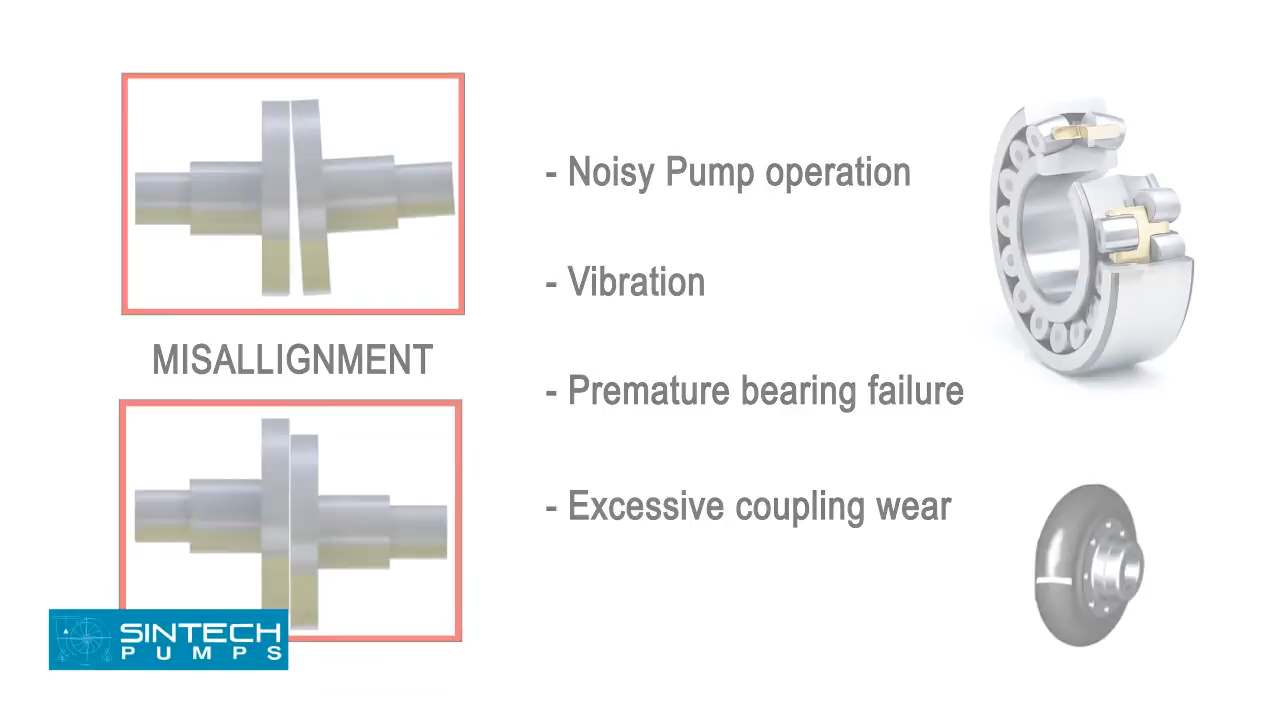 MISALLIGNMENT
- Noisy Pump operation
- Vibration
- Premature bearing failure
- Excessive coupling wear
SINTECH
PUMPS